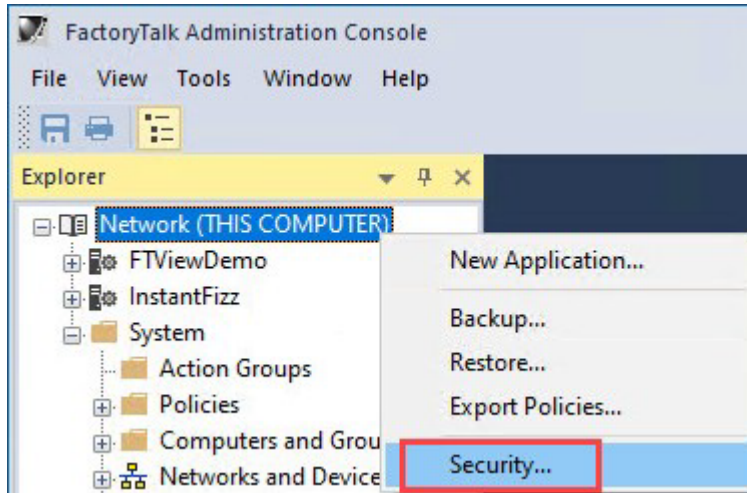 FactoryTalk Administration Console
File View Tools Window Help
Explorer
Network (THIS COMPUTER)
FTViewDemo
InstantFizz
System
Action Groups
Policies
Computers and Grou
Networks and Device
New Application...
Backup...
Restore...
Export Policies...
Security...